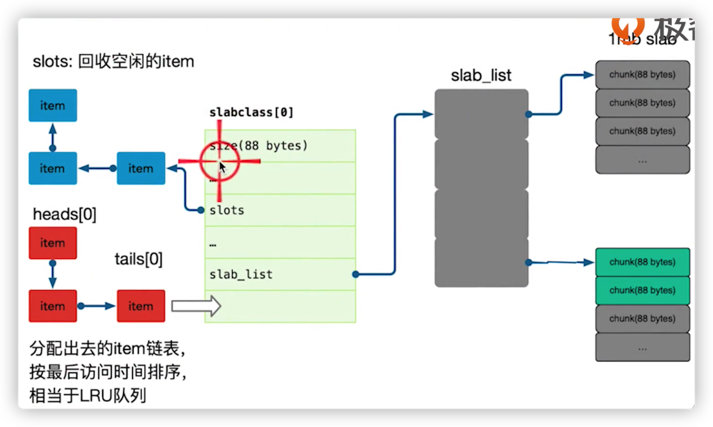 极客
1mb slab
slots: 回收空闲的item
slab_list
chunk(88 bytes)
item
slabclass[0]
chunk(88 bytes)
chunk(88 bytes)
size(88 bytes)
…
item
item
…
slots
heads[0]
item
tails[0]
…
chunk(88 bytes)
slab_list
chunk(88 bytes)
item
item
chunk(88 bytes)
…
分配出去的item链表,
按最后访问时间排序,
相当于LRU队列